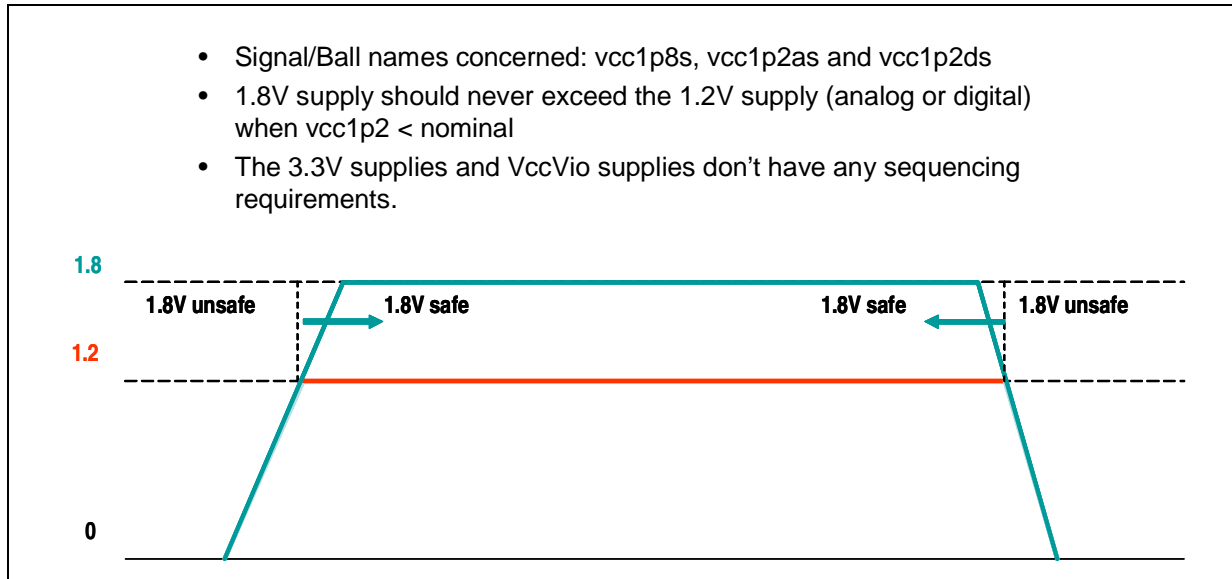 • Signal/Ball names concerned: vcc1p8s, vcc1p2as and vcc1p2ds
• 1.8V supply should never exceed the 1.2V supply (analog or digital)
when vcc1p2 < nominal
• The 3.3V supplies and VccVio supplies don't have any sequencing
requirements.
1.8
1.8V unsafe 1.8V safe 1.8V safe 1.8V unsafe
1.2
0